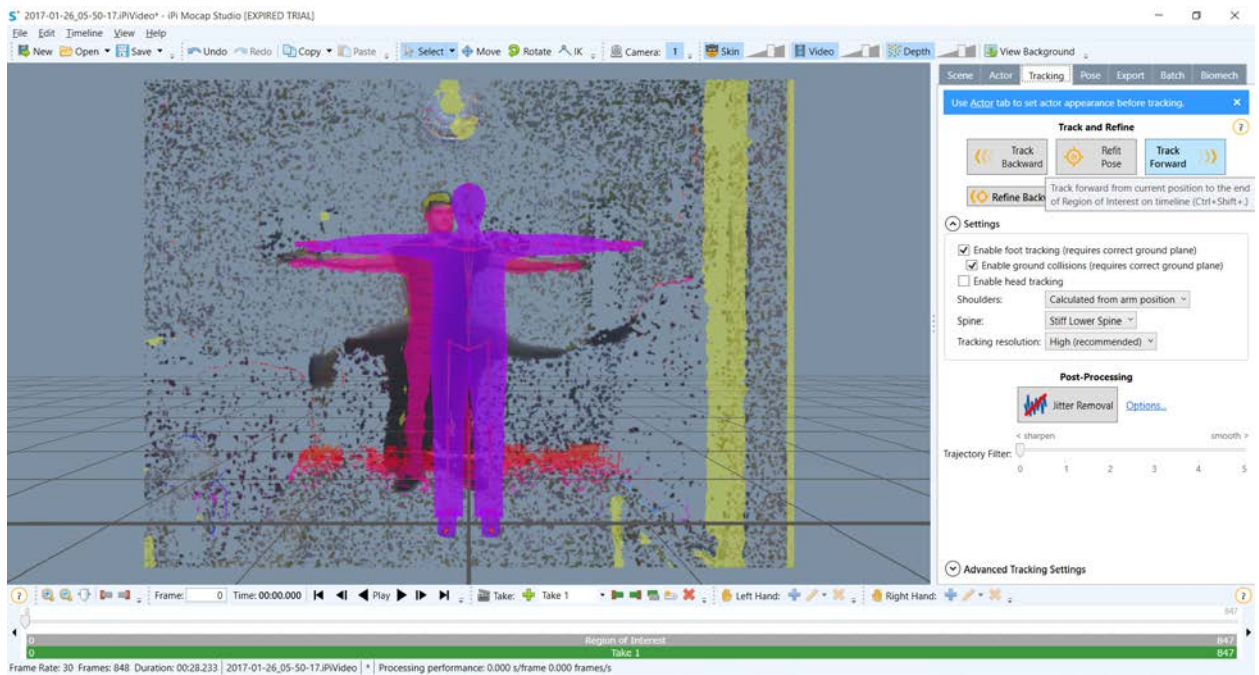 2017-01-26_05-50-17.iPiVideo* - iPi Mocap Studio [EXPIRED TRIAL]
File Edit Timeline View Help
New Open Save Undo Redo Copy Paste Select Move Rotate IK Camera: 1 Skin Video Depth View Background
Scene Actor Tracking Pose Export Batch Biomech
Use Actor tab to set actor appearance before tracking.
Track and Refine
Track Backward
Refit Pose
Track Forward
Refine Back
Track forward from current position to the end
of Region of Interest on timeline (Ctrl+Shift+.)
Settings
Enable foot tracking (requires correct ground plane)
Enable ground collisions (requires correct ground plane)
Enable head tracking
Shoulders: Calculated from arm position
Spine: Stiff Lower Spine
Tracking resolution: High (recommended)
Post-Processing
Jitter Removal Options...
< sharpen smooth >
Trajectory Filter:
0 1 2 3 4 5
Advanced Tracking Settings
Frame: 0 Time: 00:00.000 Play Take: Take 1 Left Hand: Right Hand:
847
0 Region of Interest 847
0 Take 1 847
Frame Rate: 30 Frames: 848 Duration: 00:28.233 2017-01-26_05-50-17.iPiVideo * Processing performance: 0.000 s/frame 0.000 frames/s